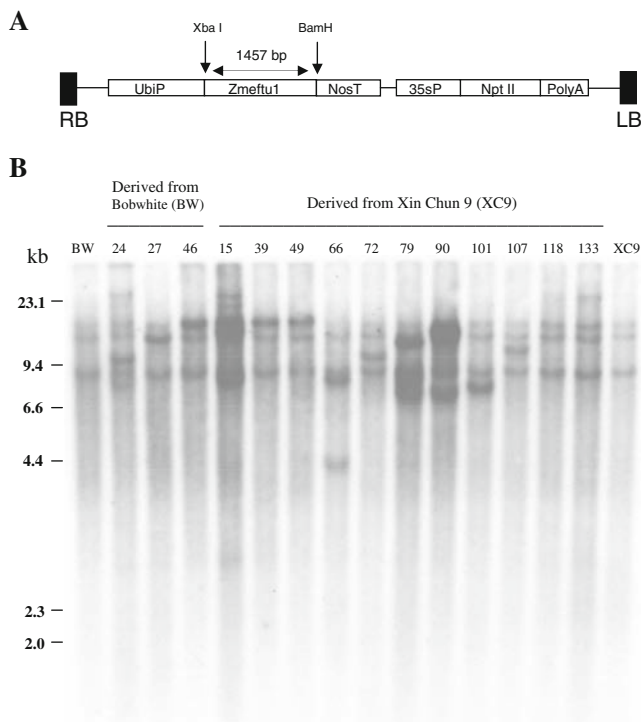 A
Xba I BamH
1457 bp
UbiP Zmeftu1 NosT 35sP Npt II PolyA
RB LB
B
Derived from
Bobwhite (BW)
Derived from Xin Chun 9 (XC9)
kb BW 24 27 46 15 39 49 66 72 79 90 101 107 118 133 XC9
23.1
9.4
6.6
4.4
2.3
2.0